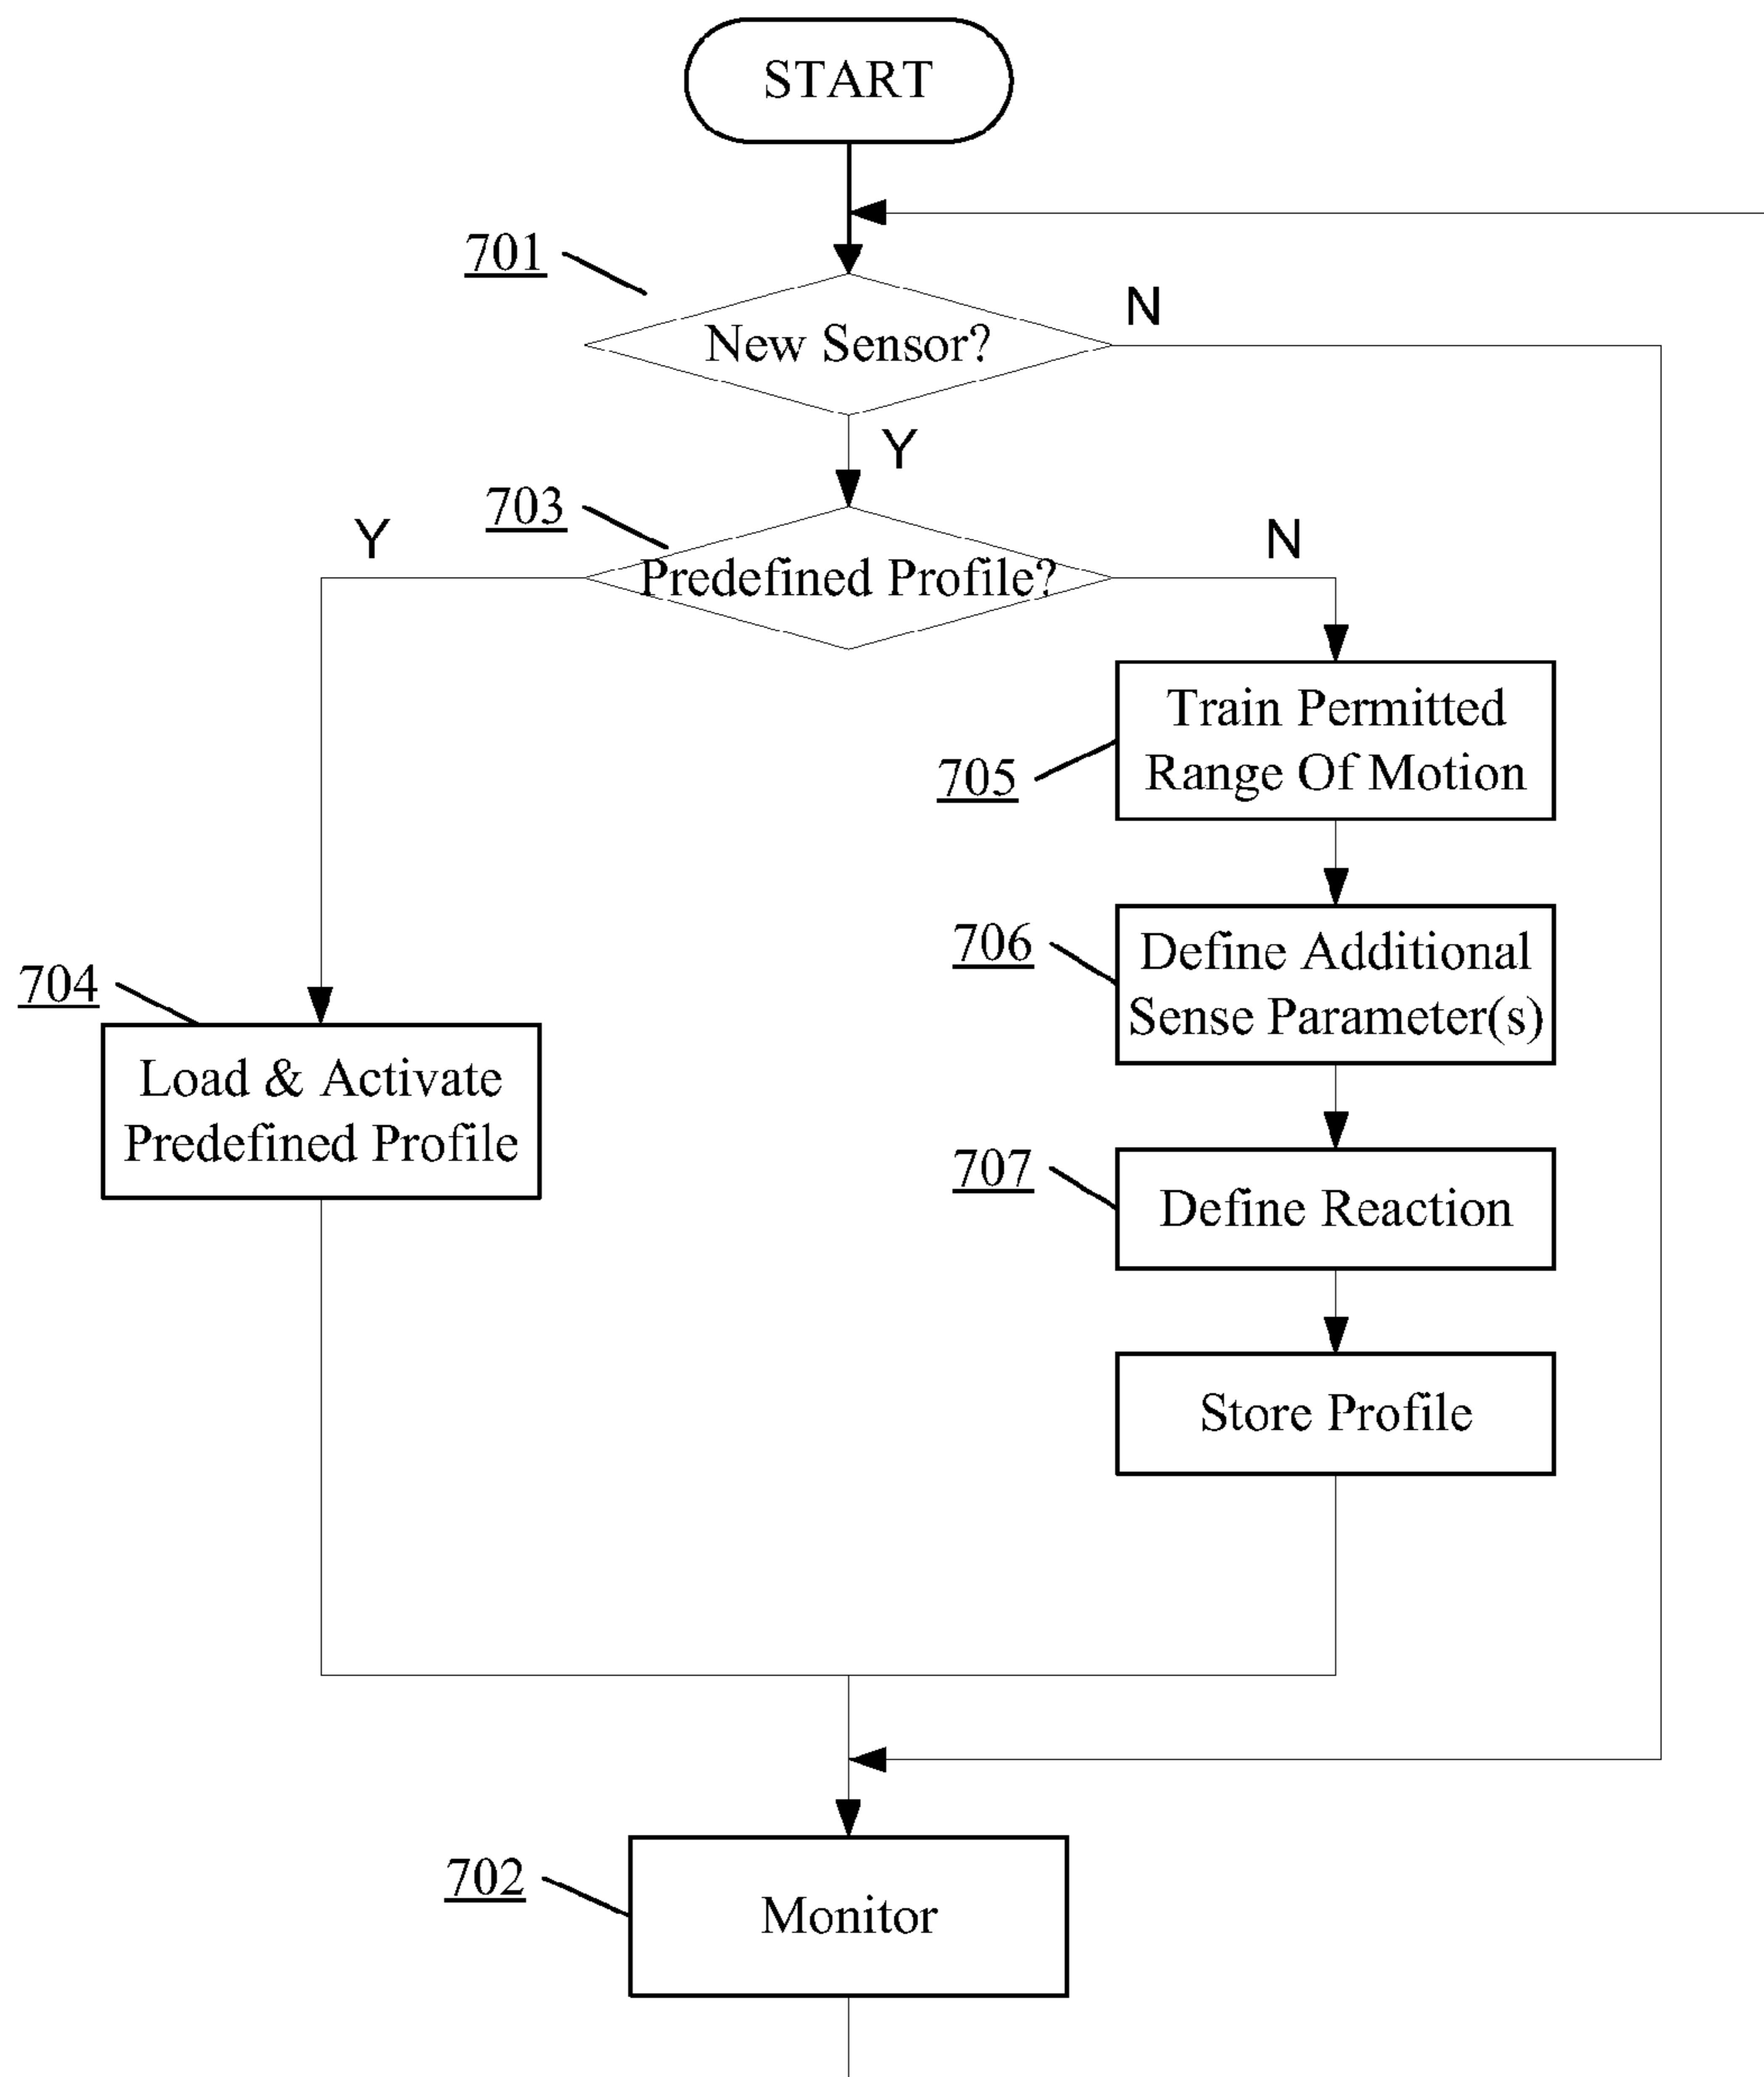 START
701
New Sensor?
N
Y
703
Y
Predefined Profile?
N
Train Permitted
Range Of Motion
705
706
Define Additional
Sense Parameter(s)
704
Load & Activate
Predefined Profile
707
Define Reaction
Store Profile
702
Monitor